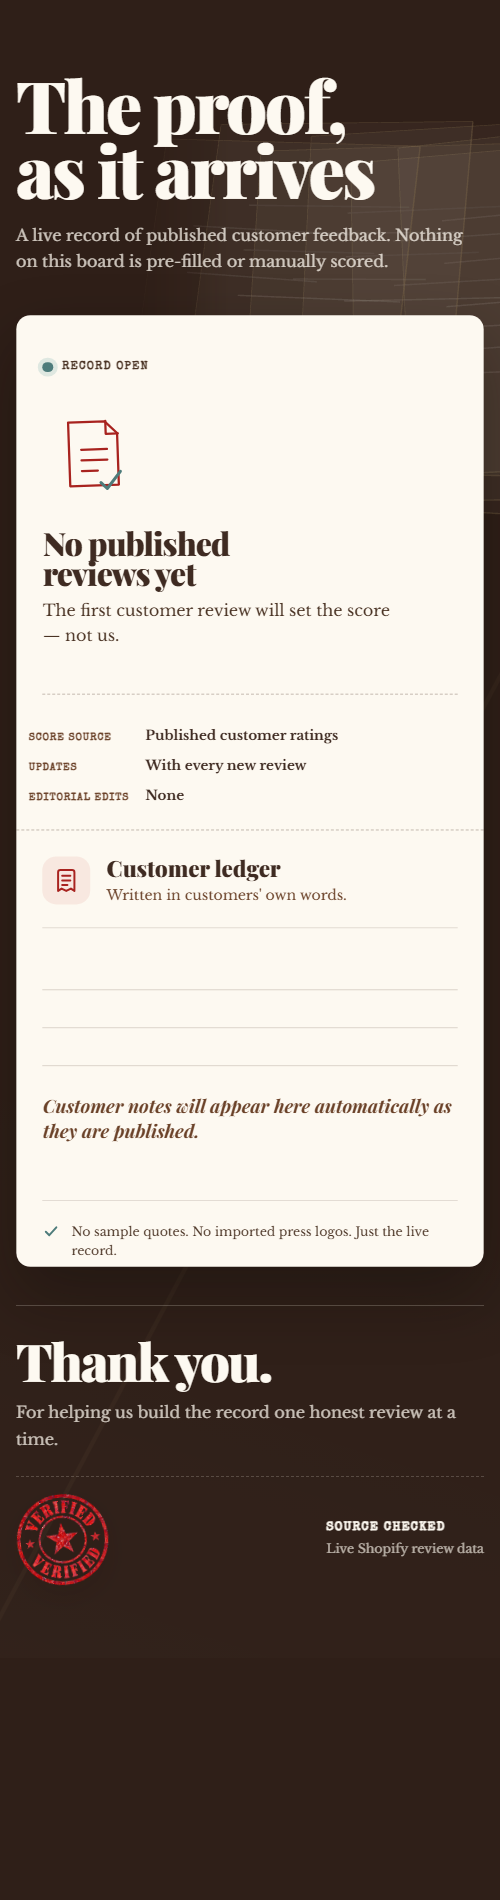 The proof,
as it arrives
A live record of published customer feedback. Nothing
on this board is pre-filled or manually scored.
RECORD OPEN
No published
reviews yet
The first customer review will set the score
— not us.
SCORE SOURCE Published customer ratings
UPDATES With every new review
EDITORIAL EDITS None
Customer ledger
Written in customers' own words.
Customer notes will appear here automatically as
they are published.
No sample quotes. No imported press logos. Just the live
record.
Thank you.
For helping us build the record one honest review at a
time.
VERIFIED
VERIFIED
SOURCE CHECKED
Live Shopify review data